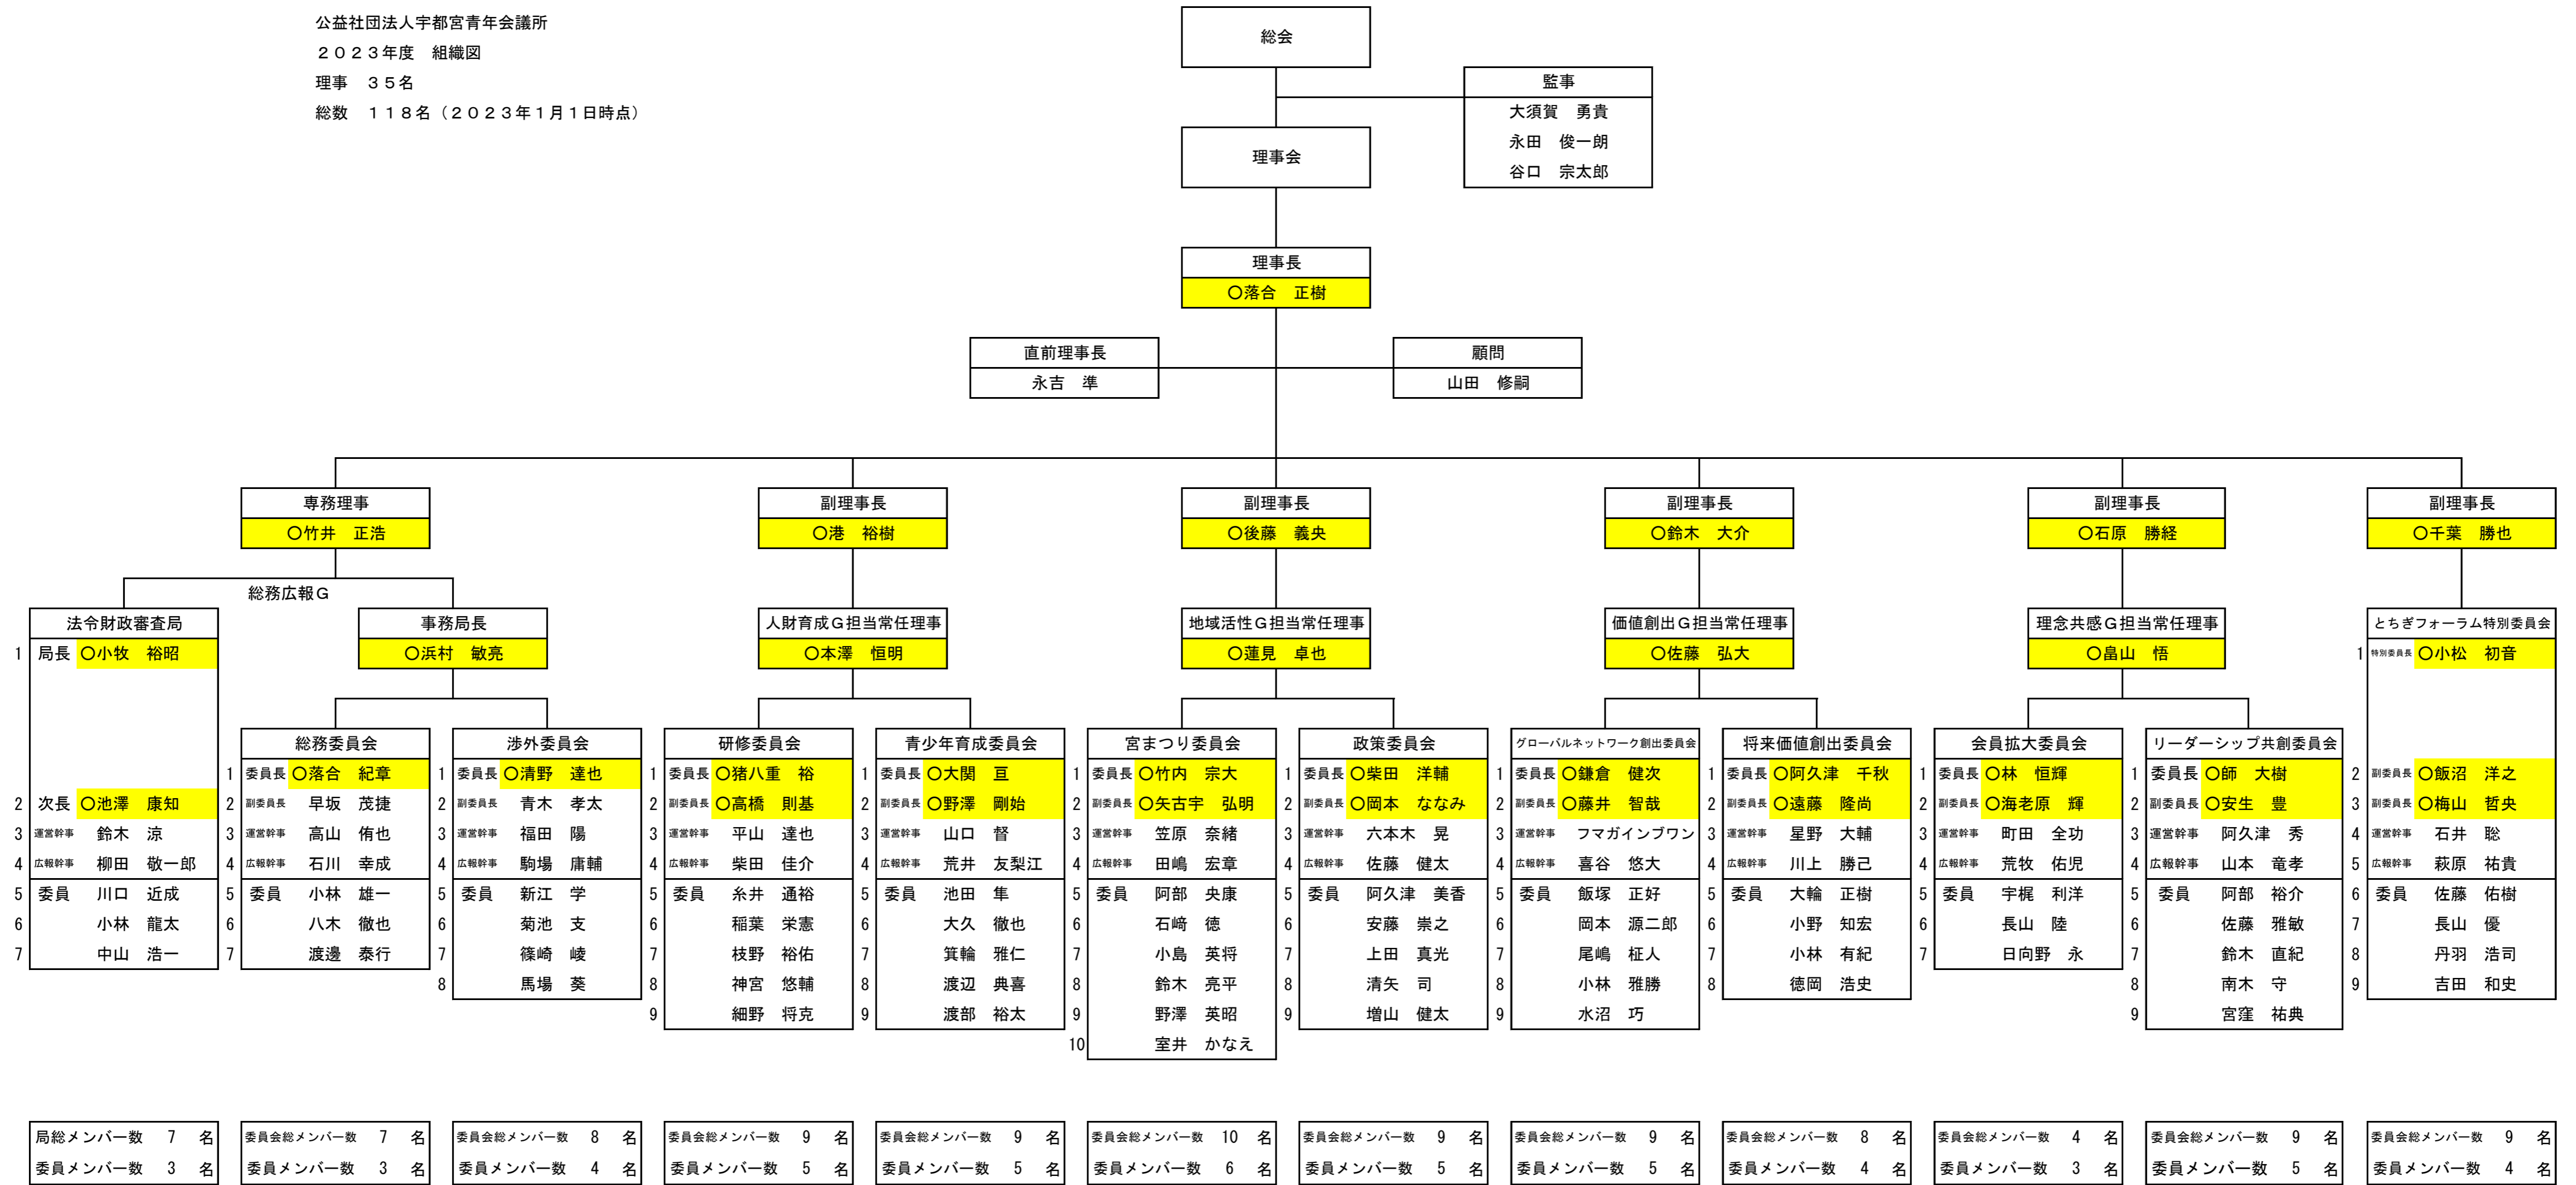 公益社団法人宇都宮青年会議所
２０２３年度　組織図
理事　３５名
総数　１１８名（２０２３年１月１日時点）
総会
監事
大須賀　勇貴
永田　俊一朗
谷口　宗太郎
理事会
理事長
〇落合　正樹
直前理事長
永吉　準
顧問
山田　修嗣
専務理事
〇竹井　正浩
副理事長
〇港　裕樹
副理事長
〇後藤　義央
副理事長
〇鈴木　大介
副理事長
〇石原　勝経
副理事長
〇千葉　勝也
総務広報Ｇ
法令財政審査局
1 局長 〇小牧　裕昭
2 次長 〇池澤　康知
3 運営幹事 鈴木　涼
4 広報幹事 柳田　敬一郎
5 委員 川口　近成
6 小林　龍太
7 中山　浩一
事務局長
〇浜村　敏亮
人財育成Ｇ担当常任理事
〇本澤　恒明
地域活性Ｇ担当常任理事
〇蓮見　卓也
価値創出Ｇ担当常任理事
〇佐藤　弘大
理念共感Ｇ担当常任理事
〇畠山　悟
総務委員会
1 委員長 〇落合　紀章
2 副委員長 早坂　茂捷
3 運営幹事 高山　侑也
4 広報幹事 石川　幸成
5 委員 小林　雄一
6 八木　徹也
7 渡邊　泰行
渉外委員会
1 委員長 〇清野　達也
2 副委員長 青木　孝太
3 運営幹事 福田　陽
4 広報幹事 駒場　庸輔
5 委員 新江　学
6 菊池　支
7 篠崎　崚
8 馬場　葵
研修委員会
1 委員長 〇猪八重　裕
2 副委員長 〇高橋　則基
3 運営幹事 平山　達也
4 広報幹事 柴田　佳介
5 委員 糸井　通裕
6 稲葉　栄憲
7 枝野　裕佑
8 神宮　悠輔
9 細野　将克
青少年育成委員会
1 委員長 〇大関　亘
2 副委員長 〇野澤　剛始
3 運営幹事 山口　督
4 広報幹事 荒井　友梨江
5 委員 池田　隼
6 大久　徹也
7 箕輪　雅仁
8 渡辺　典喜
9 渡部　裕太
宮まつり委員会
1 委員長 〇竹内　宗大
2 副委員長 〇矢古宇　弘明
3 運営幹事 笠原　奈緒
4 広報幹事 田嶋　宏章
5 委員 阿部　央康
6 石﨑　徳
7 小島　英将
8 鈴木　亮平
9 野澤　英昭
10 室井　かなえ
政策委員会
1 委員長 〇柴田　洋輔
2 副委員長 〇岡本　ななみ
3 運営幹事 六本木　晃
4 広報幹事 佐藤　健太
5 委員 阿久津　美香
6 安藤　崇之
7 上田　真光
8 清矢　司
9 増山　健太
グローバルネットワーク創出委員会
1 委員長 〇鎌倉　健次
2 副委員長 〇藤井　智哉
3 運営幹事 フマガインブワン
4 広報幹事 喜谷　悠大
5 委員 飯塚　正好
6 岡本　源二郎
7 尾嶋　柾人
8 小林　雅勝
9 水沼　巧
将来価値創出委員会
1 委員長 〇阿久津　千秋
2 副委員長 〇遠藤　隆尚
3 運営幹事 星野　大輔
4 広報幹事 川上　勝己
5 委員 大輪　正樹
6 小野　知宏
7 小林　有紀
8 徳岡　浩史
会員拡大委員会
1 委員長 〇林　恒輝
2 副委員長 〇海老原　輝
3 運営幹事 町田　全功
4 広報幹事 荒牧　佑児
5 委員 宇梶　利洋
6 長山　陸
7 日向野　永
リーダーシップ共創委員会
1 委員長 〇師　大樹
2 副委員長 〇安生　豊
3 運営幹事 阿久津　秀
4 広報幹事 山本　竜孝
5 委員 阿部　裕介
6 佐藤　雅敏
7 鈴木　直紀
8 南木　守
9 宮窪　祐典
とちぎフォーラム特別委員会
1 特別委員長 〇小松　初音
2 副委員長 〇飯沼　洋之
3 副委員長 〇梅山　哲央
4 運営幹事 石井　聡
5 広報幹事 萩原　祐貴
6 委員 佐藤　佑樹
7 長山　優
8 丹羽　浩司
9 吉田　和史
局総メンバー数　7　名
委員メンバー数　3　名
委員会総メンバー数　7　名
委員メンバー数　3　名
委員会総メンバー数　8　名
委員メンバー数　4　名
委員会総メンバー数　9　名
委員メンバー数　5　名
委員会総メンバー数　9　名
委員メンバー数　5　名
委員会総メンバー数　10　名
委員メンバー数　6　名
委員会総メンバー数　9　名
委員メンバー数　5　名
委員会総メンバー数　9　名
委員メンバー数　5　名
委員会総メンバー数　8　名
委員メンバー数　4　名
委員会総メンバー数　4　名
委員メンバー数　3　名
委員会総メンバー数　9　名
委員メンバー数　5　名
委員会総メンバー数　9　名
委員メンバー数　4　名